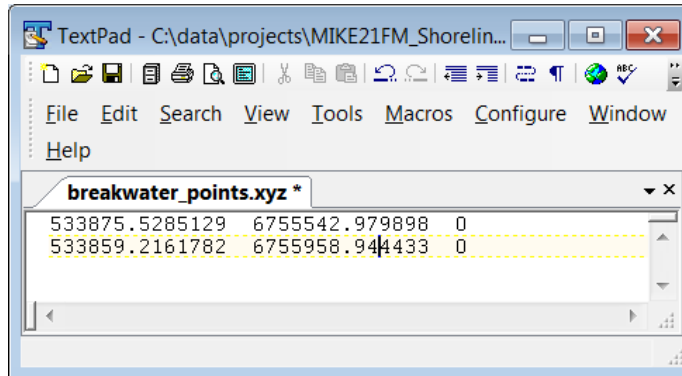 TextPad - C:\data\projects\MIKE21FM_Shorelin...
File Edit Search View Tools Macros Configure Window
Help
breakwater_points.xyz *
533875.5285129 6755542.979898 0
533859.2161782 6755958.944433 0